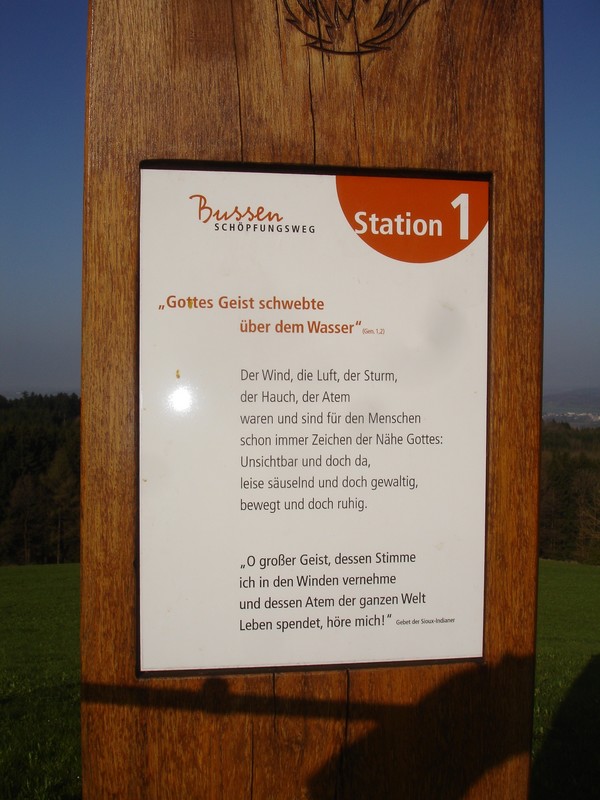 Bussen
SCHÖPFUNGSWEG
Station 1
„Gottes Geist schwebte
über dem Wasser“ (Gen. 1,2)
Der Wind, die Luft, der Sturm,
der Hauch, der Atem
waren und sind für den Menschen
schon immer Zeichen der Nähe Gottes:
Unsichtbar und doch da,
leise säuselnd und doch gewaltig,
bewegt und doch ruhig.
„O großer Geist, dessen Stimme
ich in den Winden vernehme
und dessen Atem der ganzen Welt
Leben spendet, höre mich!“ Gebet der Sioux-Indianer